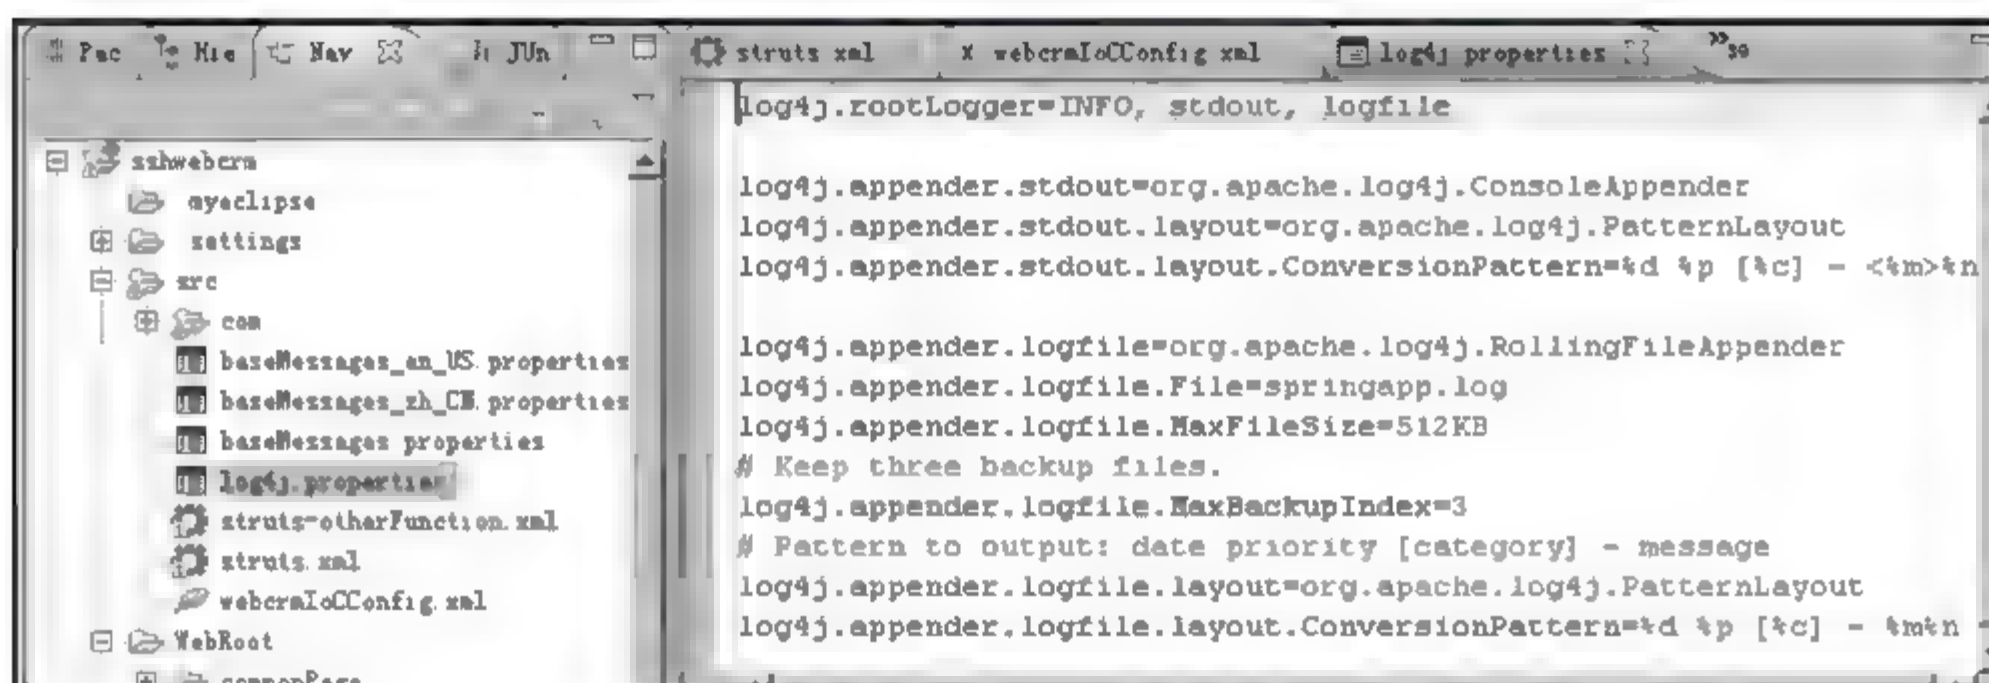 Pac Hie Nav JUn
struts xml webcrmIoCConfig xml log4j properties »39
sshwebcrm
myeclipse
settings
src
com
baseMessages_en_US.properties
baseMessages_zh_CN.properties
baseMessages properties
log4j.properties
struts-otherFunction.xml
struts.xml
webcrmIoCConfig.xml
WebRoot
commonPage
log4j.rootLogger=INFO, stdout, logfile
log4j.appender.stdout=org.apache.log4j.ConsoleAppender
log4j.appender.stdout.layout=org.apache.log4j.PatternLayout
log4j.appender.stdout.layout.ConversionPattern=%d %p [%c] - <%m>%n
log4j.appender.logfile=org.apache.log4j.RollingFileAppender
log4j.appender.logfile.File=springapp.log
log4j.appender.logfile.MaxFileSize=512KB
# Keep three backup files.
log4j.appender.logfile.MaxBackupIndex=3
# Pattern to output: date priority [category] - message
log4j.appender.logfile.layout=org.apache.log4j.PatternLayout
log4j.appender.logfile.layout.ConversionPattern=%d %p [%c] - %m%n